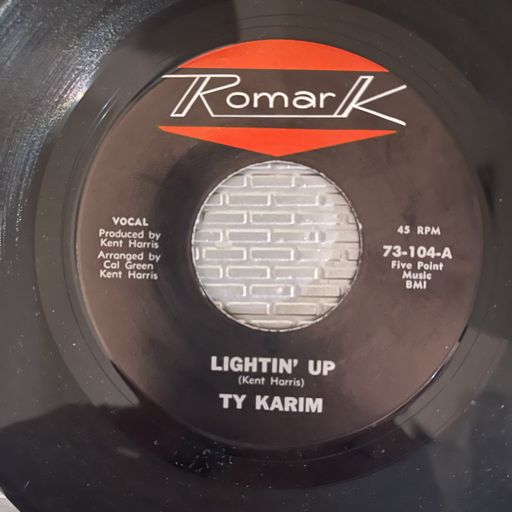 Romark
VOCAL
Produced by
Kent Harris
Arranged by
Cal Green
Kent Harris
45 RPM
73-104-A
Five Point
Music
BMI
LIGHTIN' UP
(Kent Harris)
TY KARIM